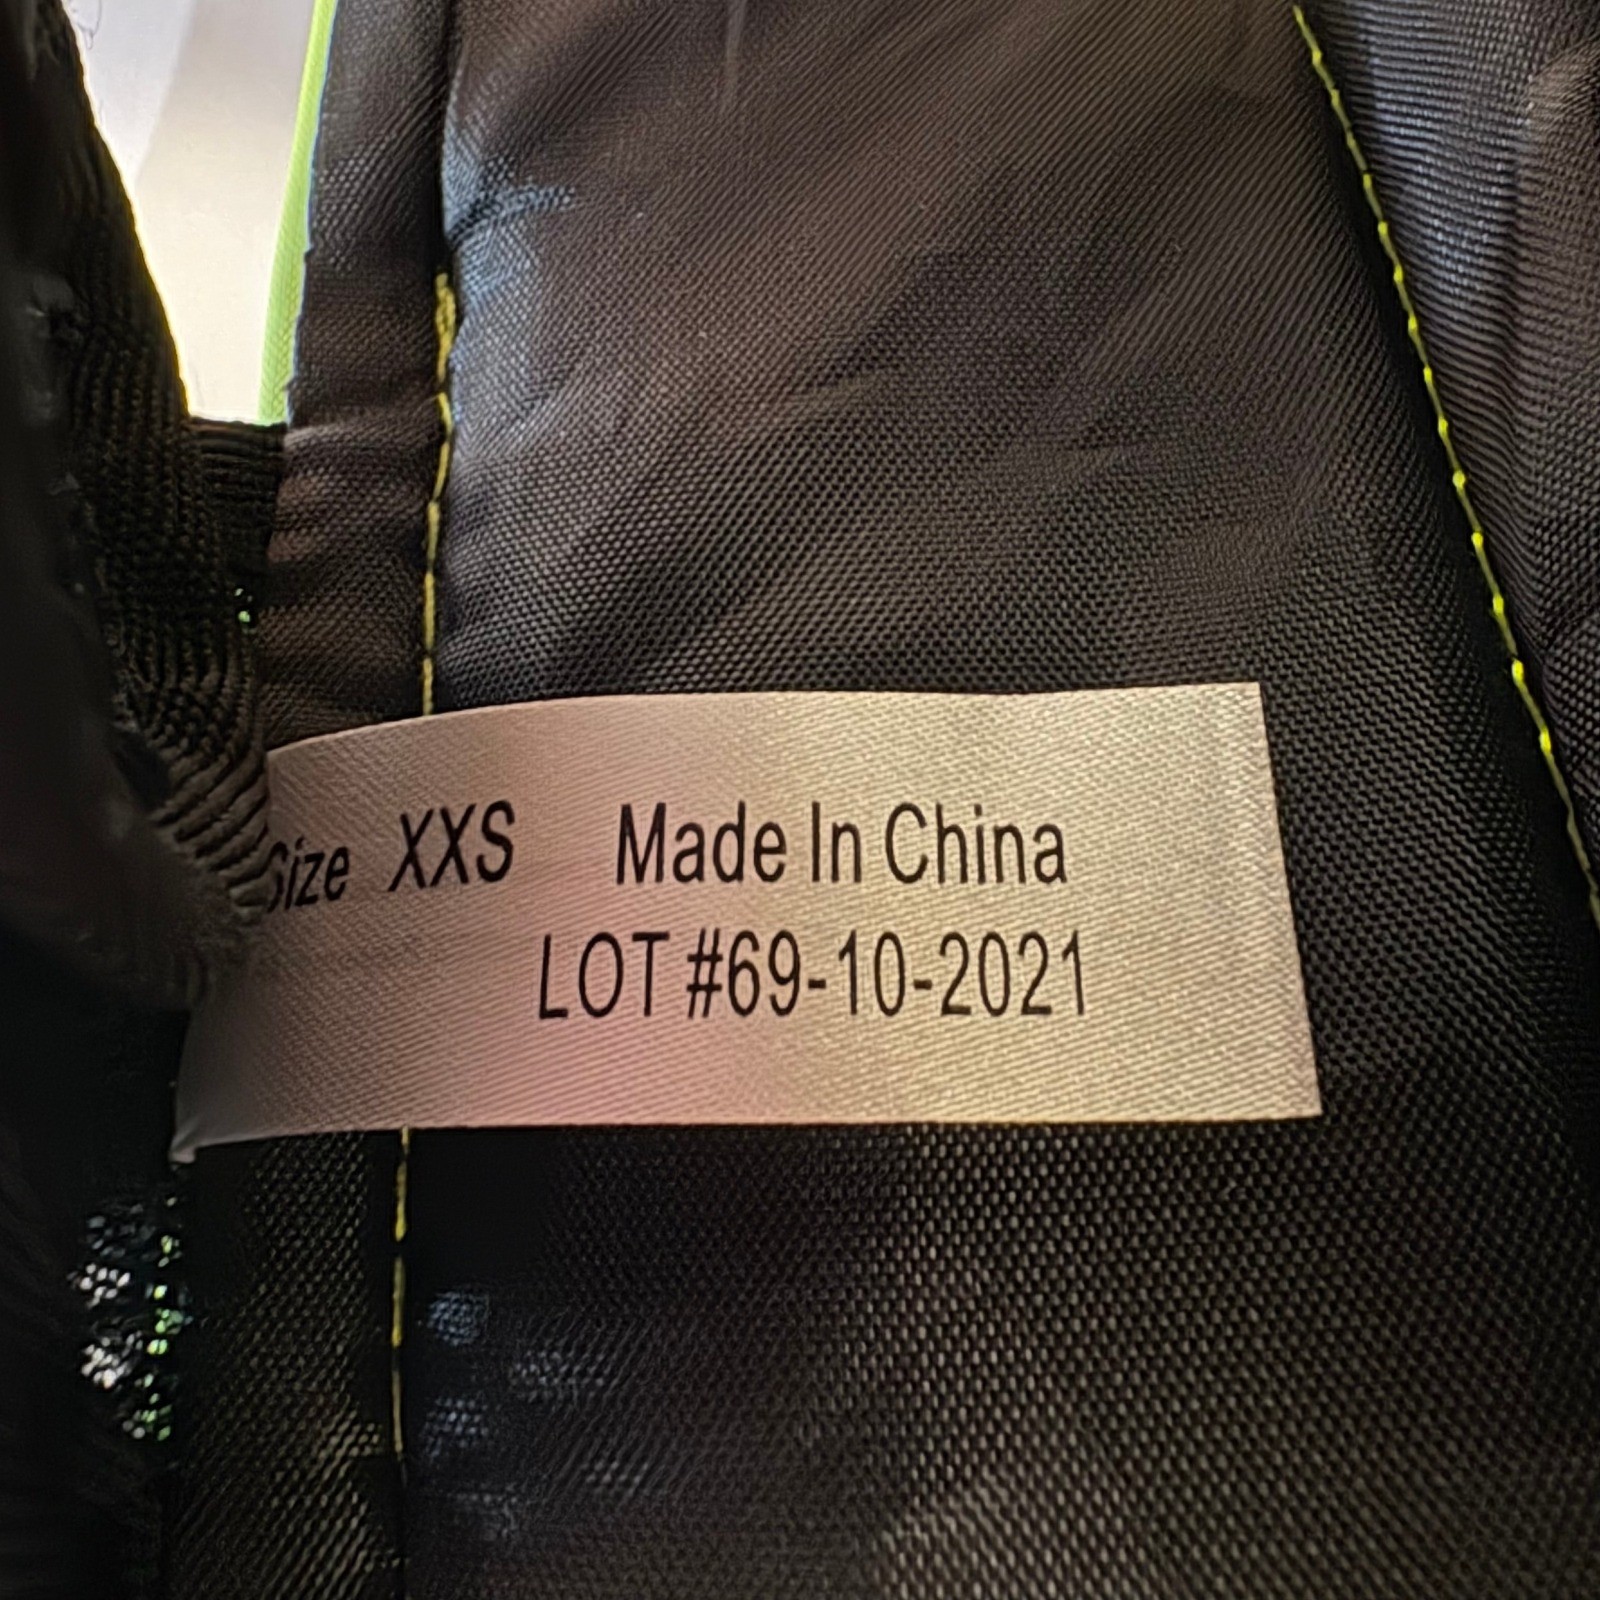 Size XXS Made In China
LOT #69-10-2021